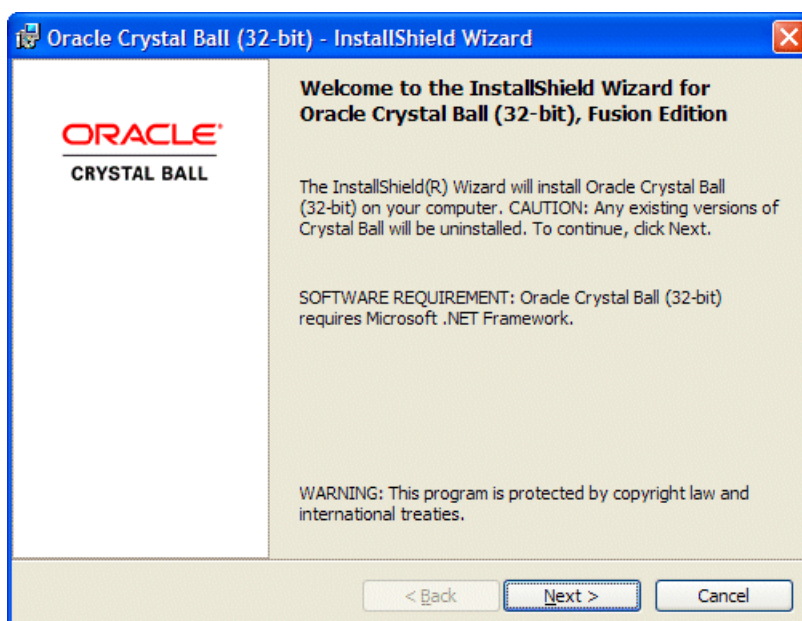 Oracle Crystal Ball (32-bit) - InstallShield Wizard
ORACLE
CRYSTAL BALL
Welcome to the InstallShield Wizard for
Oracle Crystal Ball (32-bit), Fusion Edition
The InstallShield(R) Wizard will install Oracle Crystal Ball
(32-bit) on your computer. CAUTION: Any existing versions of
Crystal Ball will be uninstalled. To continue, click Next.
SOFTWARE REQUIREMENT: Oracle Crystal Ball (32-bit)
requires Microsoft .NET Framework.
WARNING: This program is protected by copyright law and
international treaties.
< Back
Next >
Cancel